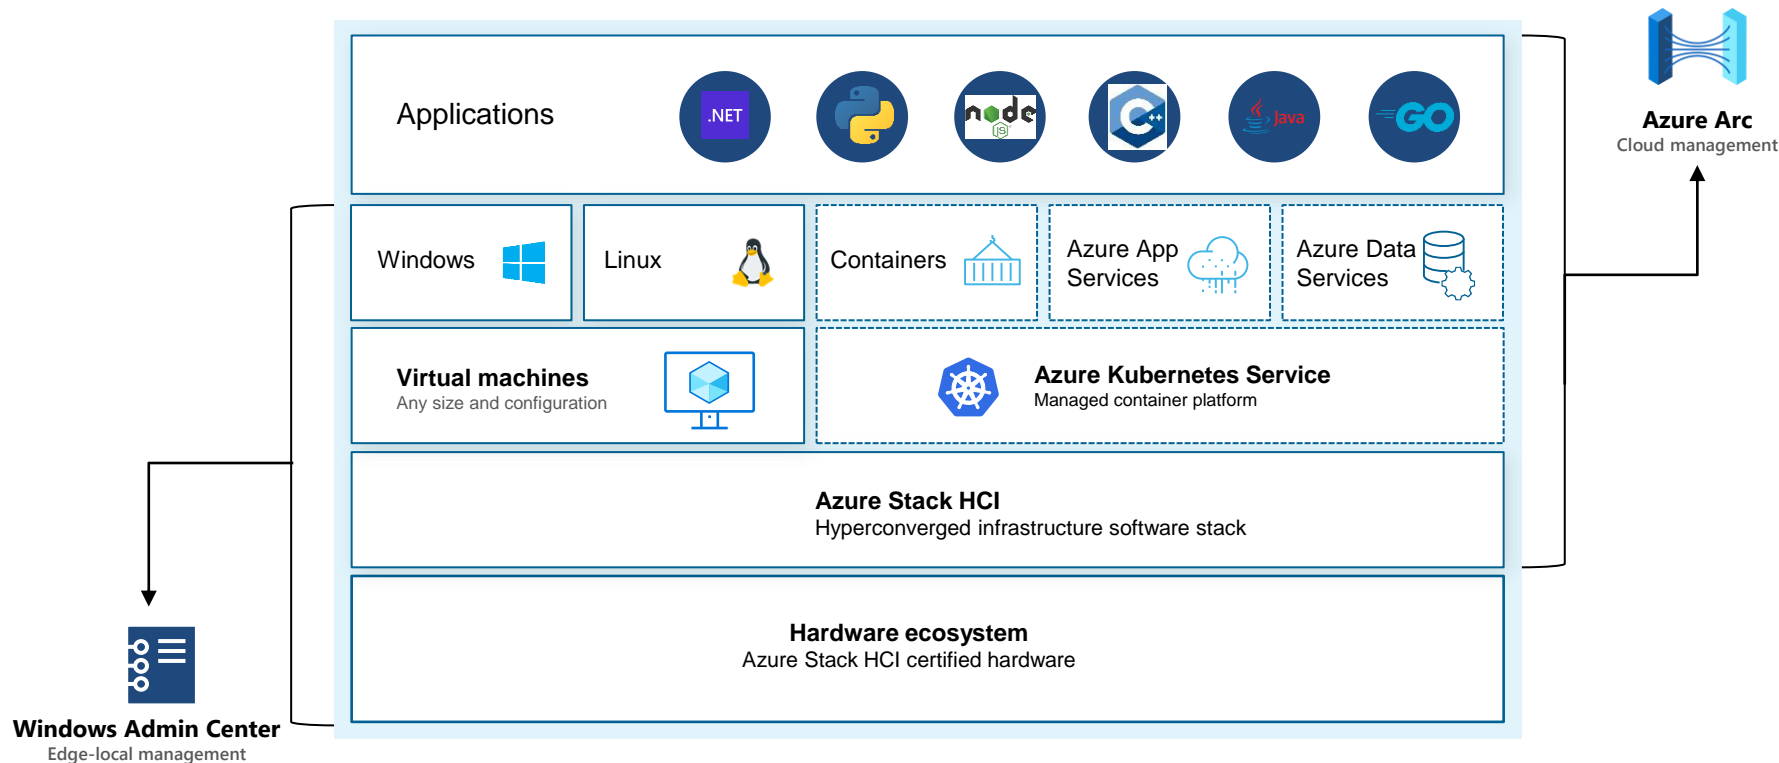 Applications
.NET
node
JS
C
++
Java
GO
Azure Arc
Cloud management
Windows
Linux
Containers
Azure App
Services
Azure Data
Services
Virtual machines
Any size and configuration
Azure Kubernetes Service
Managed container platform
Azure Stack HCI
Hyperconverged infrastructure software stack
Hardware ecosystem
Azure Stack HCI certified hardware
Windows Admin Center
Edge-local management